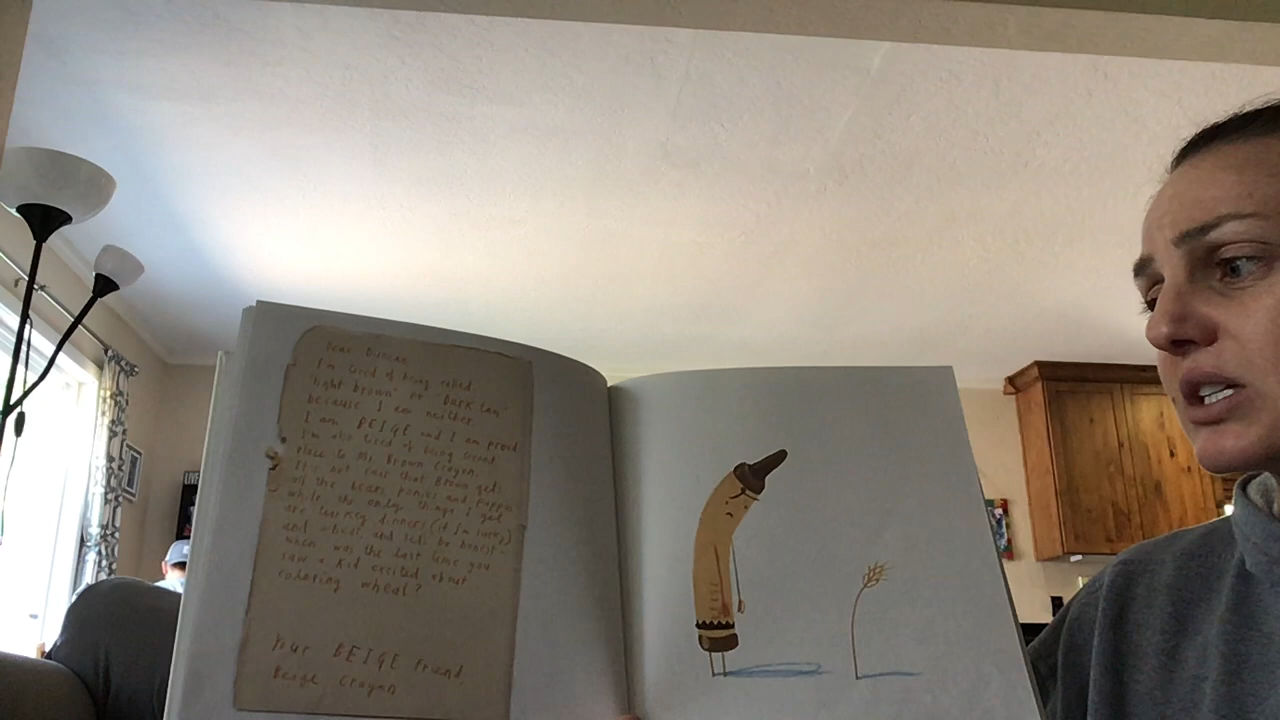 Dear Duncan
I'm tired of being called
"light brown" or "Dark tan"
because I am neither.
I am BEIGE and I am proud
I'm also tired of being second
place to Mr. Brown Crayon.
It's not fair that Brown gets
all the bears, ponies and puppies
while the only things I get
are turkey dinners (if I'm lucky)
and wheat, and let's be honest-
when was the last time you
saw a kid excited about
coloring wheat?
Your BEIGE friend,
Beige Crayon
BEIGE